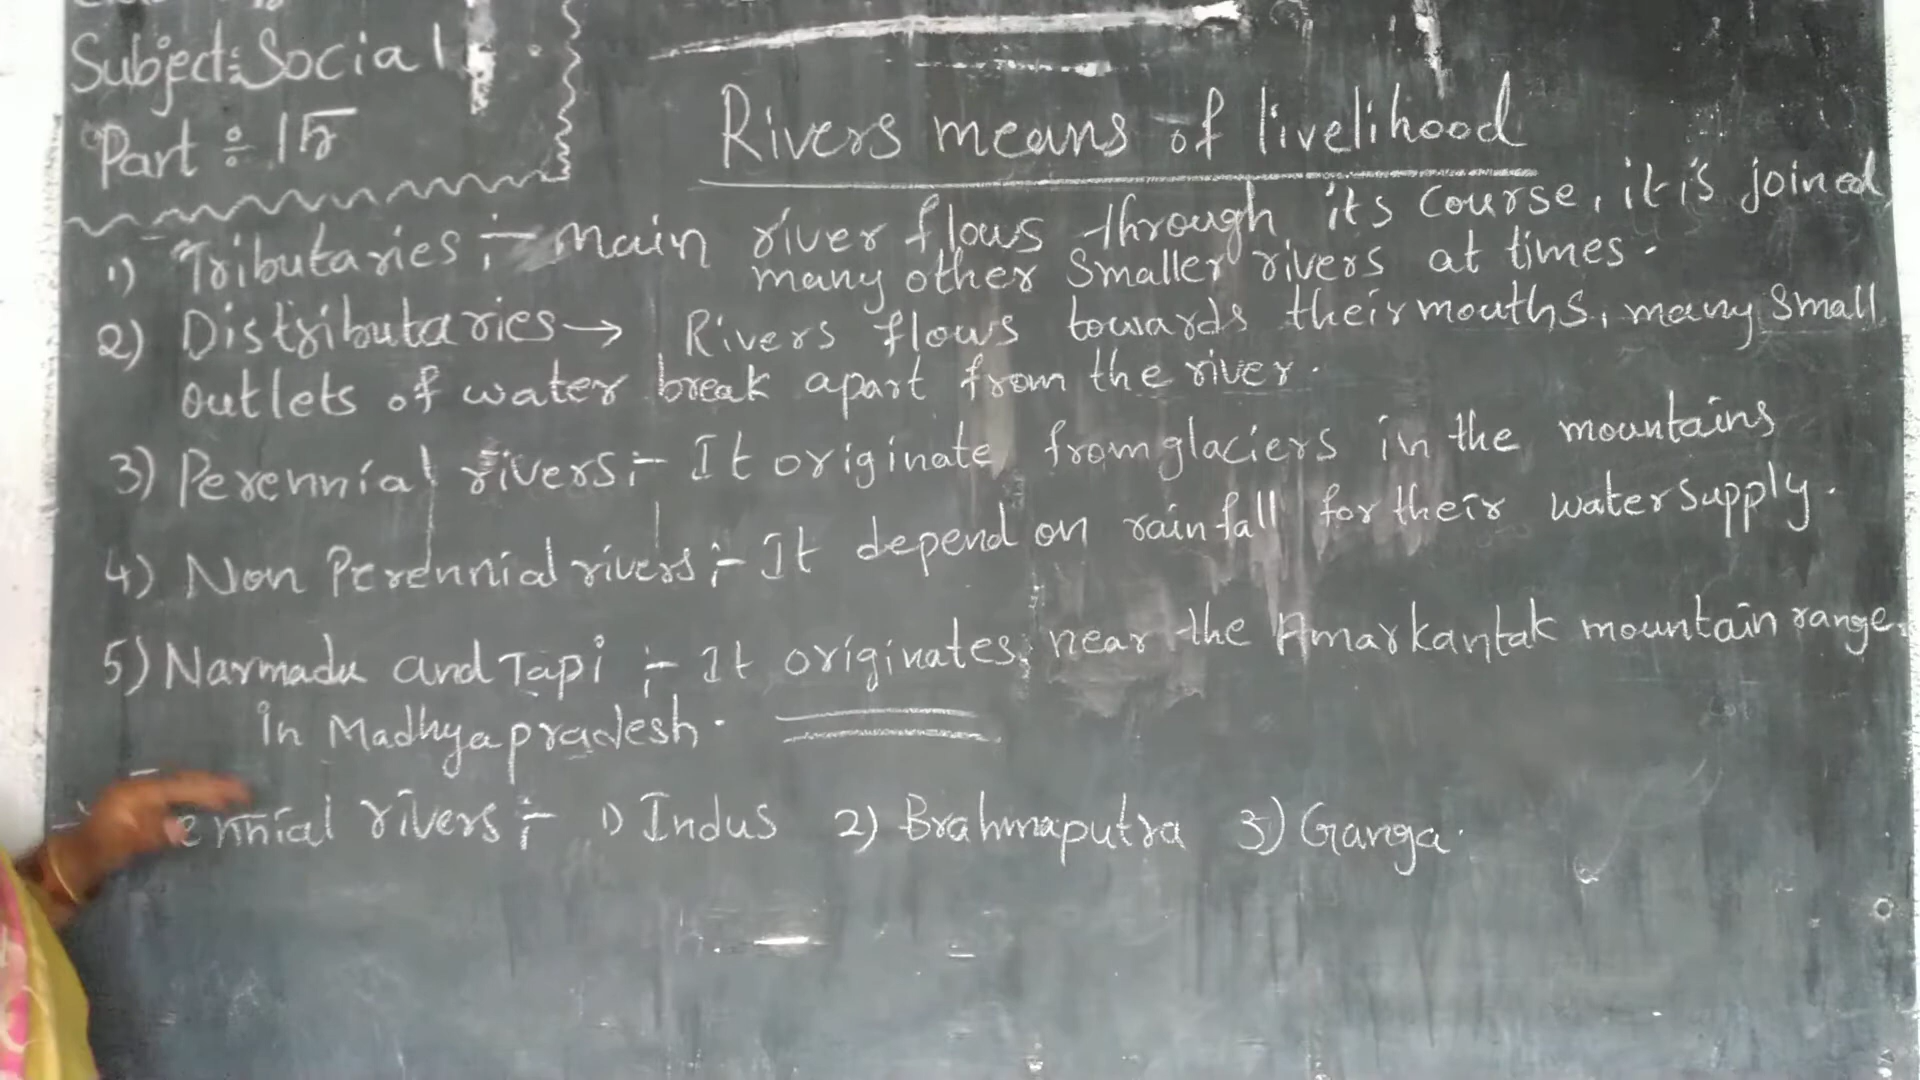 Subject: Social
Part ÷ 15
Rivers means of livelihood
1) Tributaries :- Main river flows through its course, it is joined
many other smaller rivers at times.
2) Distributaries → Rivers flows towards their mouths, many small
outlets of water break apart from the river.
3) Perennial rivers :- It originate from glaciers in the mountains
4) Non Perennial rivers :- It depend on rainfall for their water supply.
5) Narmada and Tapi :- It originates near the Amarkantak mountain range.
in Madhyapradesh.
ennial rivers :- 1) Indus 2) Brahmaputra 3) Ganga.